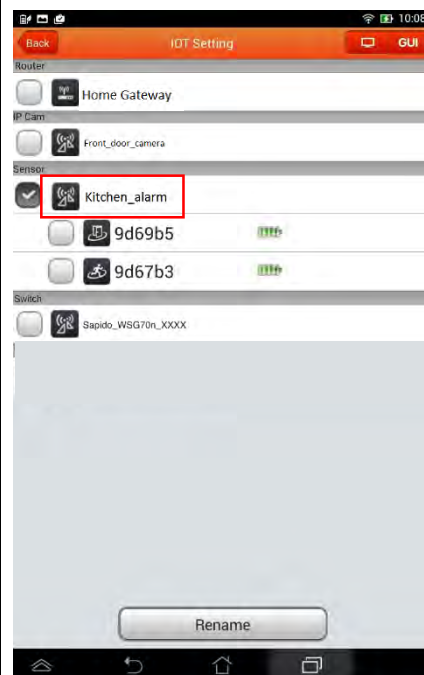 10:08
Back
IOT Setting
GUI
Router
Home Gateway
IP Cam
Front_door_camera
Sensor
Kitchen_alarm
9d69b5
9d67b3
Switch
Sapido_WSG70n_XXXX
Rename